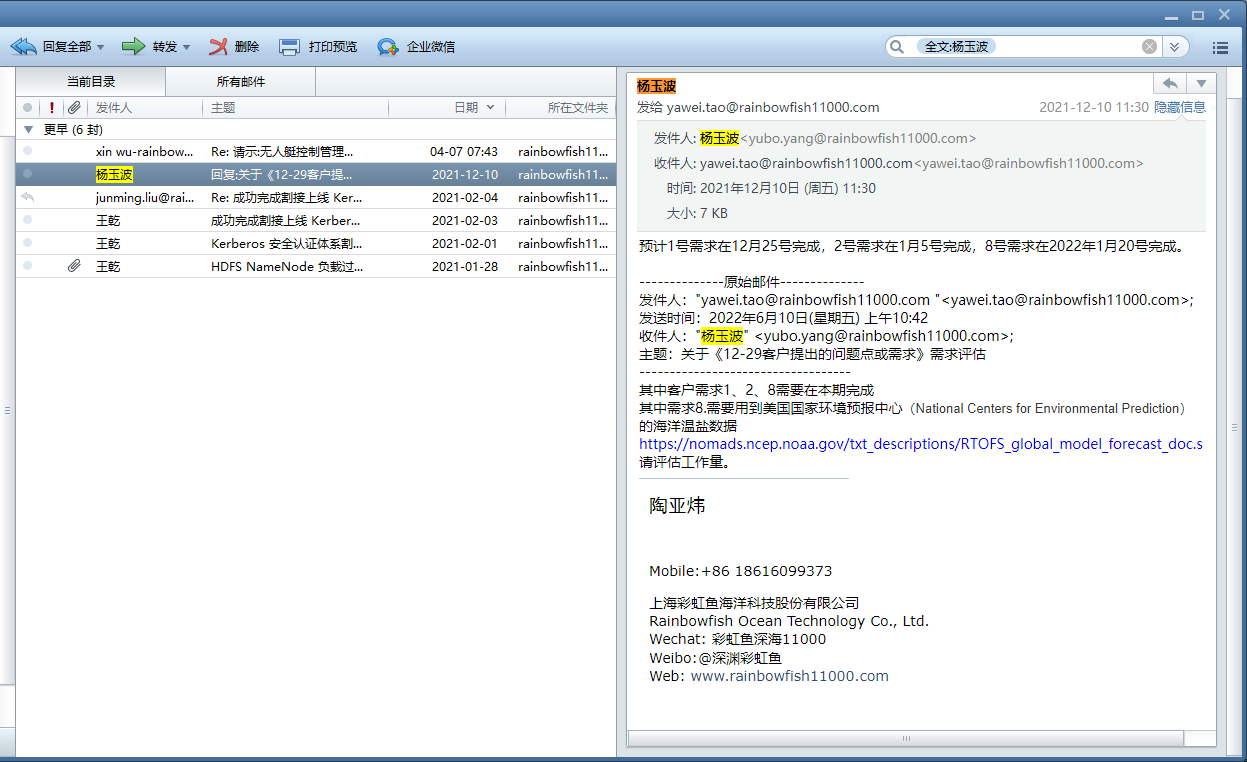 回复全部 转发 删除 打印预览 企业微信 全文:杨玉波
当前目录 所有邮件
! 发件人 主题 日期 所在文件夹
更早 (6 封)
xin wu-rainbow... Re: 请示:无人艇控制管理... 04-07 07:43 rainbowfish11...
杨玉波 回复:关于《12-29客户提... 2021-12-10 rainbowfish11...
junming.liu@rai... Re: 成功完成割接上线 Ker... 2021-02-04 rainbowfish11...
王乾 成功完成割接上线 Kerber... 2021-02-03 rainbowfish11...
王乾 Kerberos 安全认证体系割... 2021-02-01 rainbowfish11...
王乾 HDFS NameNode 负载过... 2021-01-28 rainbowfish11...
杨玉波
发给 yawei.tao@rainbowfish11000.com 2021-12-10 11:30 隐藏信息
发件人: 杨玉波<yubo.yang@rainbowfish11000.com>
收件人: yawei.tao@rainbowfish11000.com<yawei.tao@rainbowfish11000.com>
时间: 2021年12月10日 (周五) 11:30
大小: 7 KB
预计1号需求在12月25号完成，2号需求在1月5号完成，8号需求在2022年1月20号完成。
--------------原始邮件--------------
发件人："yawei.tao@rainbowfish11000.com "<yawei.tao@rainbowfish11000.com>;
发送时间：2022年6月10日(星期五) 上午10:42
收件人："杨玉波" <yubo.yang@rainbowfish11000.com>;
主题：关于《12-29客户提出的问题点或需求》需求评估
-----------------------------------
其中客户需求1、2、8需要在本期完成
其中需求8.需要用到美国国家环境预报中心（National Centers for Environmental Prediction）
的海洋温盐数据
https://nomads.ncep.noaa.gov/txt_descriptions/RTOFS_global_model_forecast_doc.s
请评估工作量。
陶亚炜
Mobile:+86 18616099373
上海彩虹鱼海洋科技股份有限公司
Rainbowfish Ocean Technology Co., Ltd.
Wechat: 彩虹鱼深海11000
Weibo:@深渊彩虹鱼
Web: www.rainbowfish11000.com